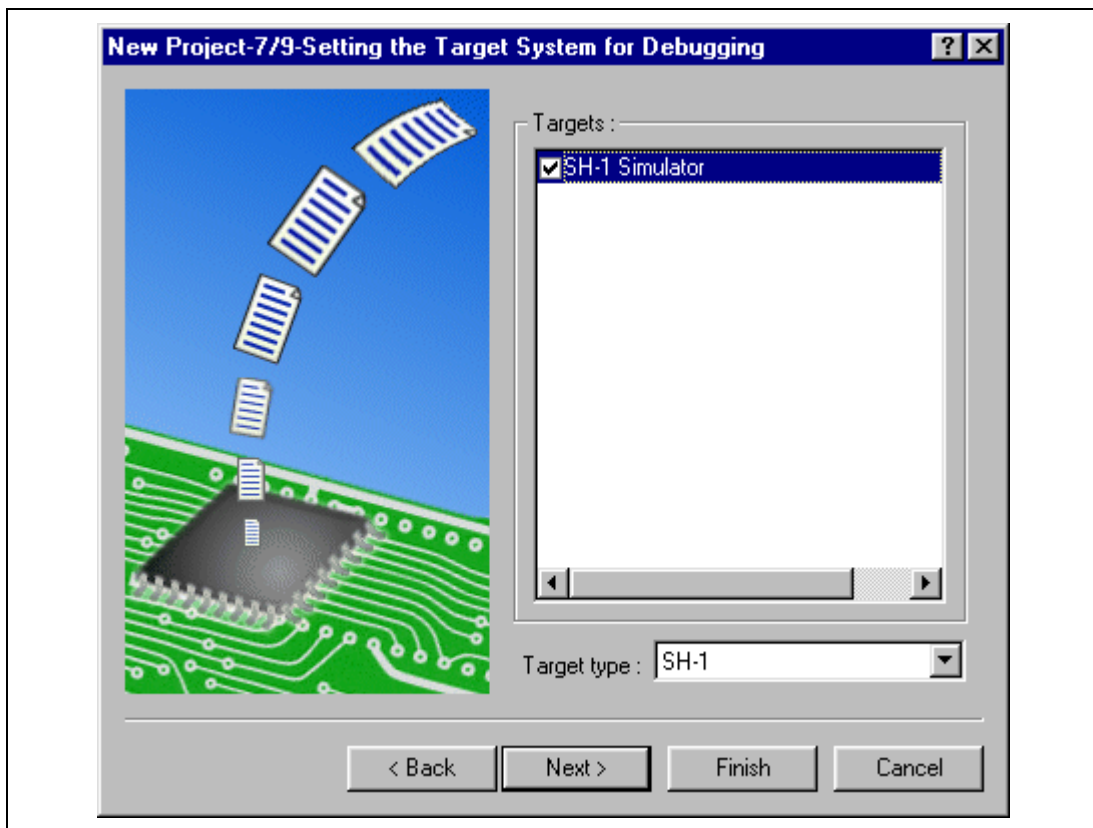 New Project-7/9-Setting the Target System for Debugging
Targets :
SH-1 Simulator
Target type : SH-1
< Back Next > Finish Cancel